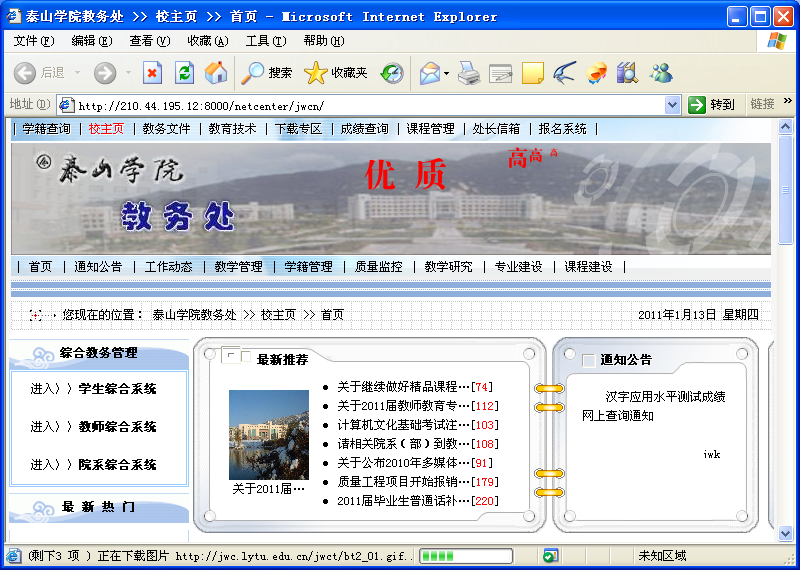 泰山学院教务处 >> 校主页 >> 首页 - Microsoft Internet Explorer
文件(F) 编辑(E) 查看(V) 收藏(A) 工具(T) 帮助(H)
后退 搜索 收藏夹
地址(D) http://210.44.195.12:8000/netcenter/jwcn/ 转到 链接 »
| 学籍查询 | 校主页 | 教务文件 | 教育技术 | 下载专区 | 成绩查询 | 课程管理 | 处长信箱 | 报名系统 |
泰山学院
教务处
优 质 高高高
| 首页 | 通知公告 | 工作动态 | 教学管理 | 学籍管理 | 质量监控 | 教学研究 | 专业建设 | 课程建设 |
您现在的位置: 泰山学院教务处 >> 校主页 >> 首页 2011年1月13日 星期四
综合教务管理
进入》》学生综合系统
进入》》教师综合系统
进入》》院系综合系统
最 新 热 门
最新推荐
关于2011届…
• 关于继续做好精品课程…[74]
• 关于2011届教师教育专…[112]
• 计算机文化基础考试注…[103]
• 请相关院系(部)到教…[108]
• 关于公布2010年多媒体…[91]
• 质量工程项目开始报销…[179]
• 2011届毕业生普通话补…[220]
通知公告
汉字应用水平测试成绩
网上查询通知
jwk
(剩下3 项 ) 正在下载图片 http://jwc.lytu.edu.cn/jwct/bt2_01.gif.. 未知区域